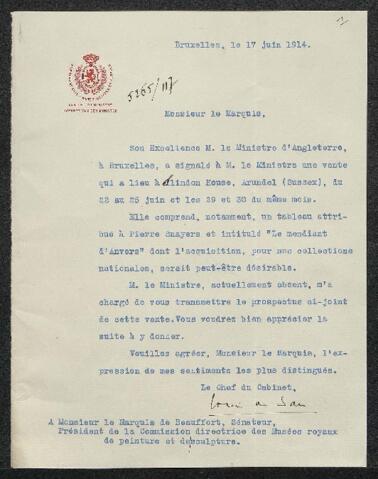 Bruxelles, le 17 juin 1914.
5365/117
Monsieur le Marquis,
Son Excellence M. le Ministre d'Angleterre,
à Bruxelles, a signalé à M. le Ministre une vente
qui a lieu à Slindon House, Arundel (Sussex), du
22 au 25 juin et les 29 et 30 du même mois.
Elle comprend, notamment, un tableau attri-
bué à Pierre Snayers et intitulé "Le mendiant
d'Anvers" dont l'acquisition, pour nos collections
nationales, serait peut-être désirable.
M. le Ministre, actuellement absent, m'a
chargé de vous transmettre le prospectus ci-joint
de cette vente. Vous voudrez bien apprécier la
suite à y donner.
Veuillez agréer, Monsieur le Marquis, l'ex-
pression de mes sentiments les plus distingués.
Le Chef du Cabinet,
A Monsieur le Marquis de Beauffort, Sénateur,
Président de la Commission directrice des Musées royaux
de peinture et de sculpture.